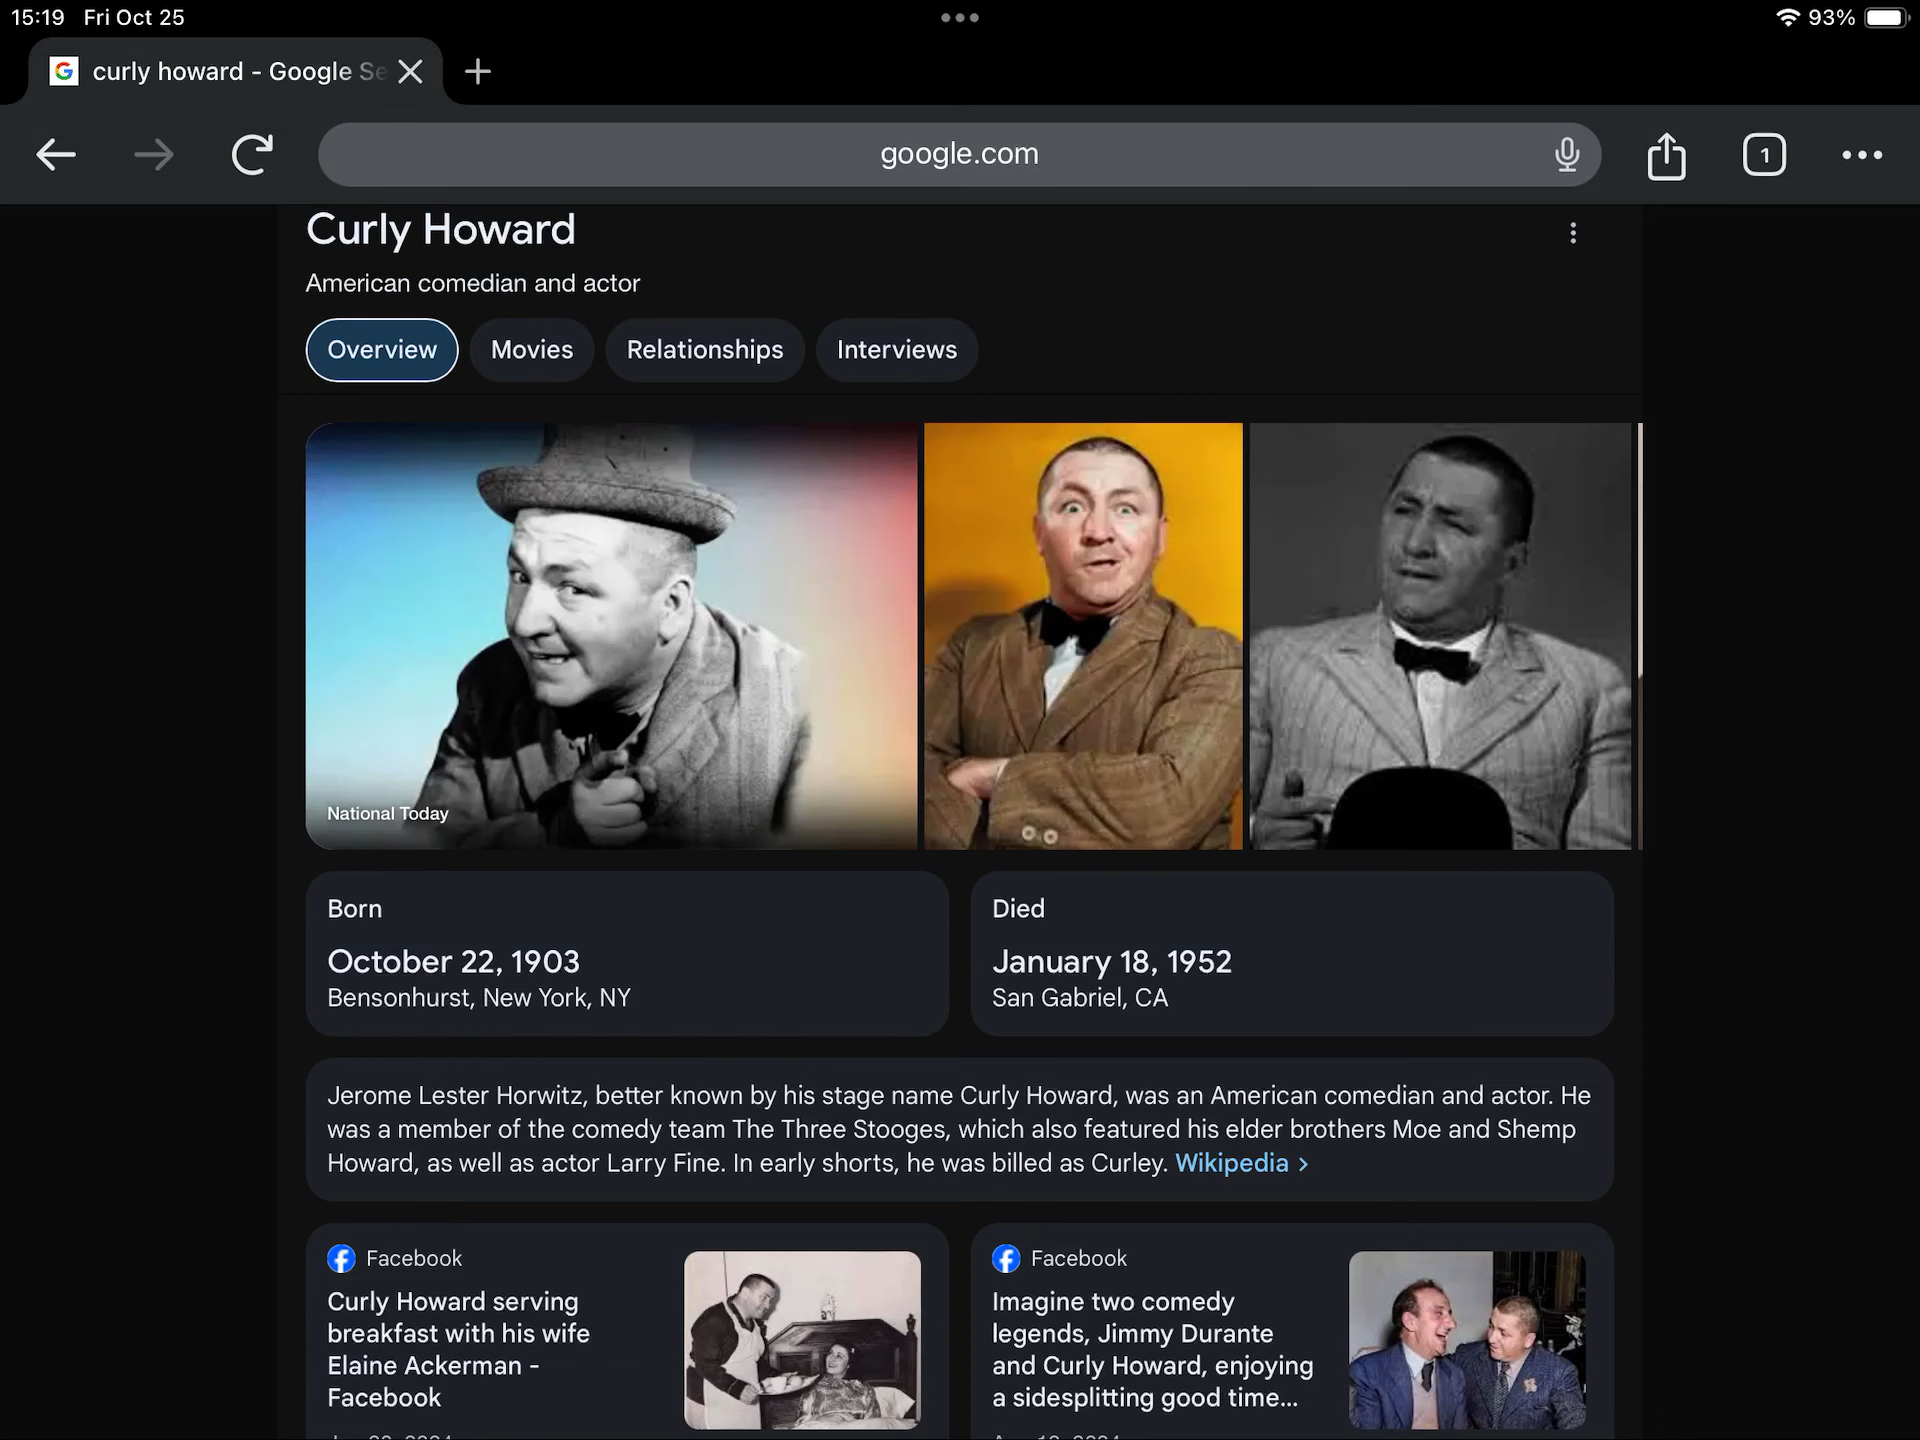 15:19 Fri Oct 25
93%
curly howard - Google Se
google.com
1
Curly Howard
American comedian and actor
Overview Movies Relationships Interviews
National Today
Born
October 22, 1903
Bensonhurst, New York, NY
Died
January 18, 1952
San Gabriel, CA
Jerome Lester Horwitz, better known by his stage name Curly Howard, was an American comedian and actor. He
was a member of the comedy team The Three Stooges, which also featured his elder brothers Moe and Shemp
Howard, as well as actor Larry Fine. In early shorts, he was billed as Curley. Wikipedia >
Facebook
Curly Howard serving
breakfast with his wife
Elaine Ackerman -
Facebook
Facebook
Imagine two comedy
legends, Jimmy Durante
and Curly Howard, enjoying
a sidesplitting good time...